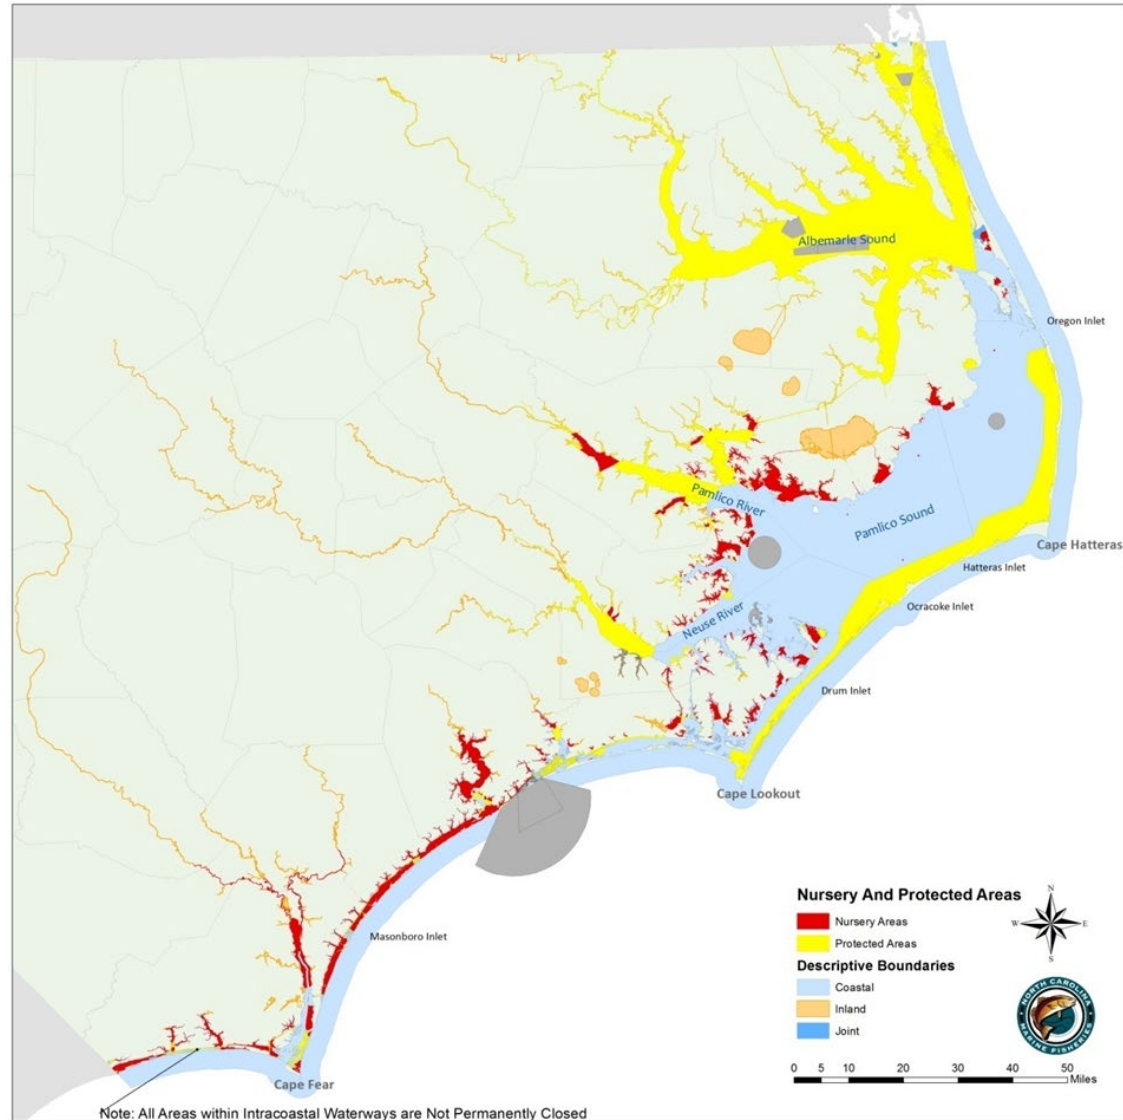 Albemarle Sound
Oregon Inlet
Pamlico River
Pamlico Sound
Cape Hatteras
Hatteras Inlet
Ocracoke Inlet
Neuse River
Drum Inlet
Cape Lookout
Masonboro Inlet
Cape Fear
Nursery And Protected Areas
Nursery Areas
Protected Areas
Descriptive Boundaries
Coastal
Inland
Joint
N
W E
S
NORTH CAROLINA
MARINE FISHERIES
0 5 10 20 30 40 50
Miles
Note: All Areas within Intracoastal Waterways are Not Permanently Closed